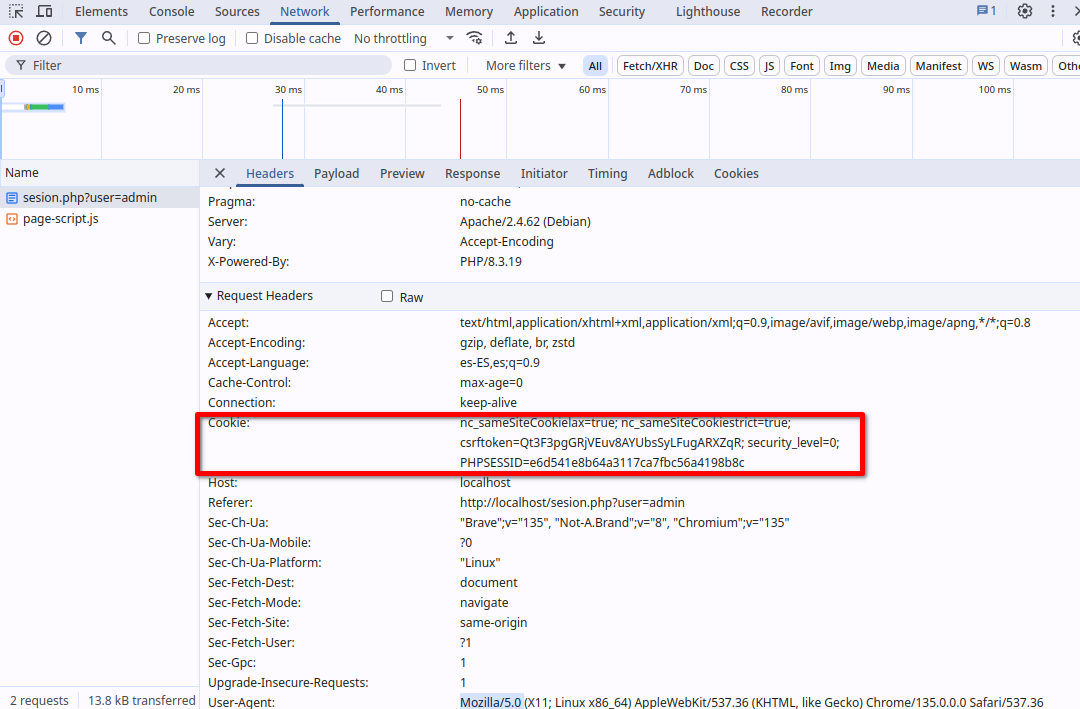 Elements Console Sources Network Performance Memory Application Security Lighthouse Recorder 1
Preserve log Disable cache No throttling
Filter Invert More filters All Fetch/XHR Doc CSS JS Font Img Media Manifest WS Wasm Othe
10 ms 20 ms 30 ms 40 ms 50 ms 60 ms 70 ms 80 ms 90 ms 100 ms
Name Headers Payload Preview Response Initiator Timing Adblock Cookies
sesion.php?user=admin
page-script.js
Pragma: no-cache
Server: Apache/2.4.62 (Debian)
Vary: Accept-Encoding
X-Powered-By: PHP/8.3.19
Request Headers Raw
Accept: text/html,application/xhtml+xml,application/xml;q=0.9,image/avif,image/webp,image/apng,*/*;q=0.8
Accept-Encoding: gzip, deflate, br, zstd
Accept-Language: es-ES,es;q=0.9
Cache-Control: max-age=0
Connection: keep-alive
Cookie: nc_sameSiteCookielax=true; nc_sameSiteCookiestrict=true;
csrftoken=Qt3F3pgGRjVEuv8AYUbsSyLFugARXZqR; security_level=0;
PHPSESSID=e6d541e8b64a3117ca7fbc56a4198b8c
Host: localhost
Referer: http://localhost/sesion.php?user=admin
Sec-Ch-Ua: "Brave";v="135", "Not-A.Brand";v="8", "Chromium";v="135"
Sec-Ch-Ua-Mobile: ?0
Sec-Ch-Ua-Platform: "Linux"
Sec-Fetch-Dest: document
Sec-Fetch-Mode: navigate
Sec-Fetch-Site: same-origin
Sec-Fetch-User: ?1
Sec-Gpc: 1
Upgrade-Insecure-Requests: 1
User-Agent: Mozilla/5.0 (X11; Linux x86_64) AppleWebKit/537.36 (KHTML, like Gecko) Chrome/135.0.0.0 Safari/537.36
2 requests 13.8 kB transferred